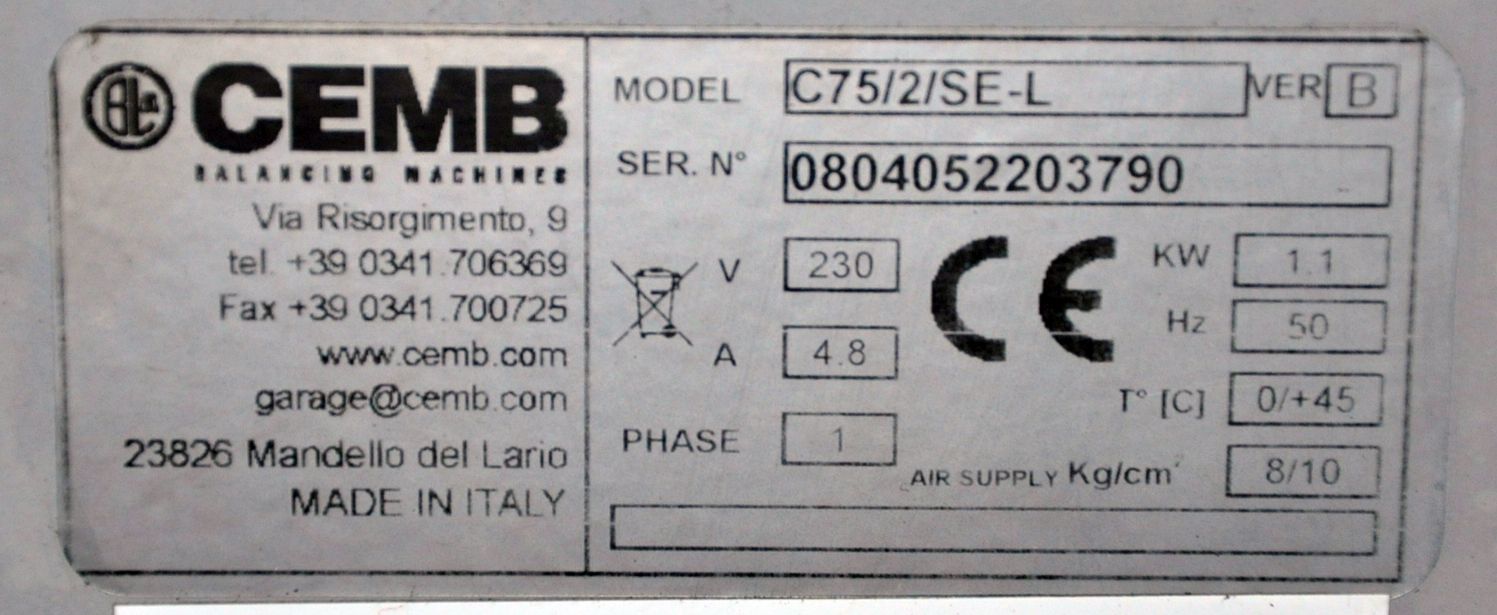 CEMB
BALANCING MACHINES
Via Risorgimento, 9
tel. +39 0341.706369
Fax +39 0341.700725
www.cemb.com
garage@cemb.com
23826 Mandello del Lario
MADE IN ITALY
MODEL C75/2/SE-L VER B
SER. N° 0804052203790
V 230
A 4.8
PHASE 1
CE
KW 1.1
Hz 50
T° [C] 0/+45
AIR SUPPLY Kg/cm² 8/10